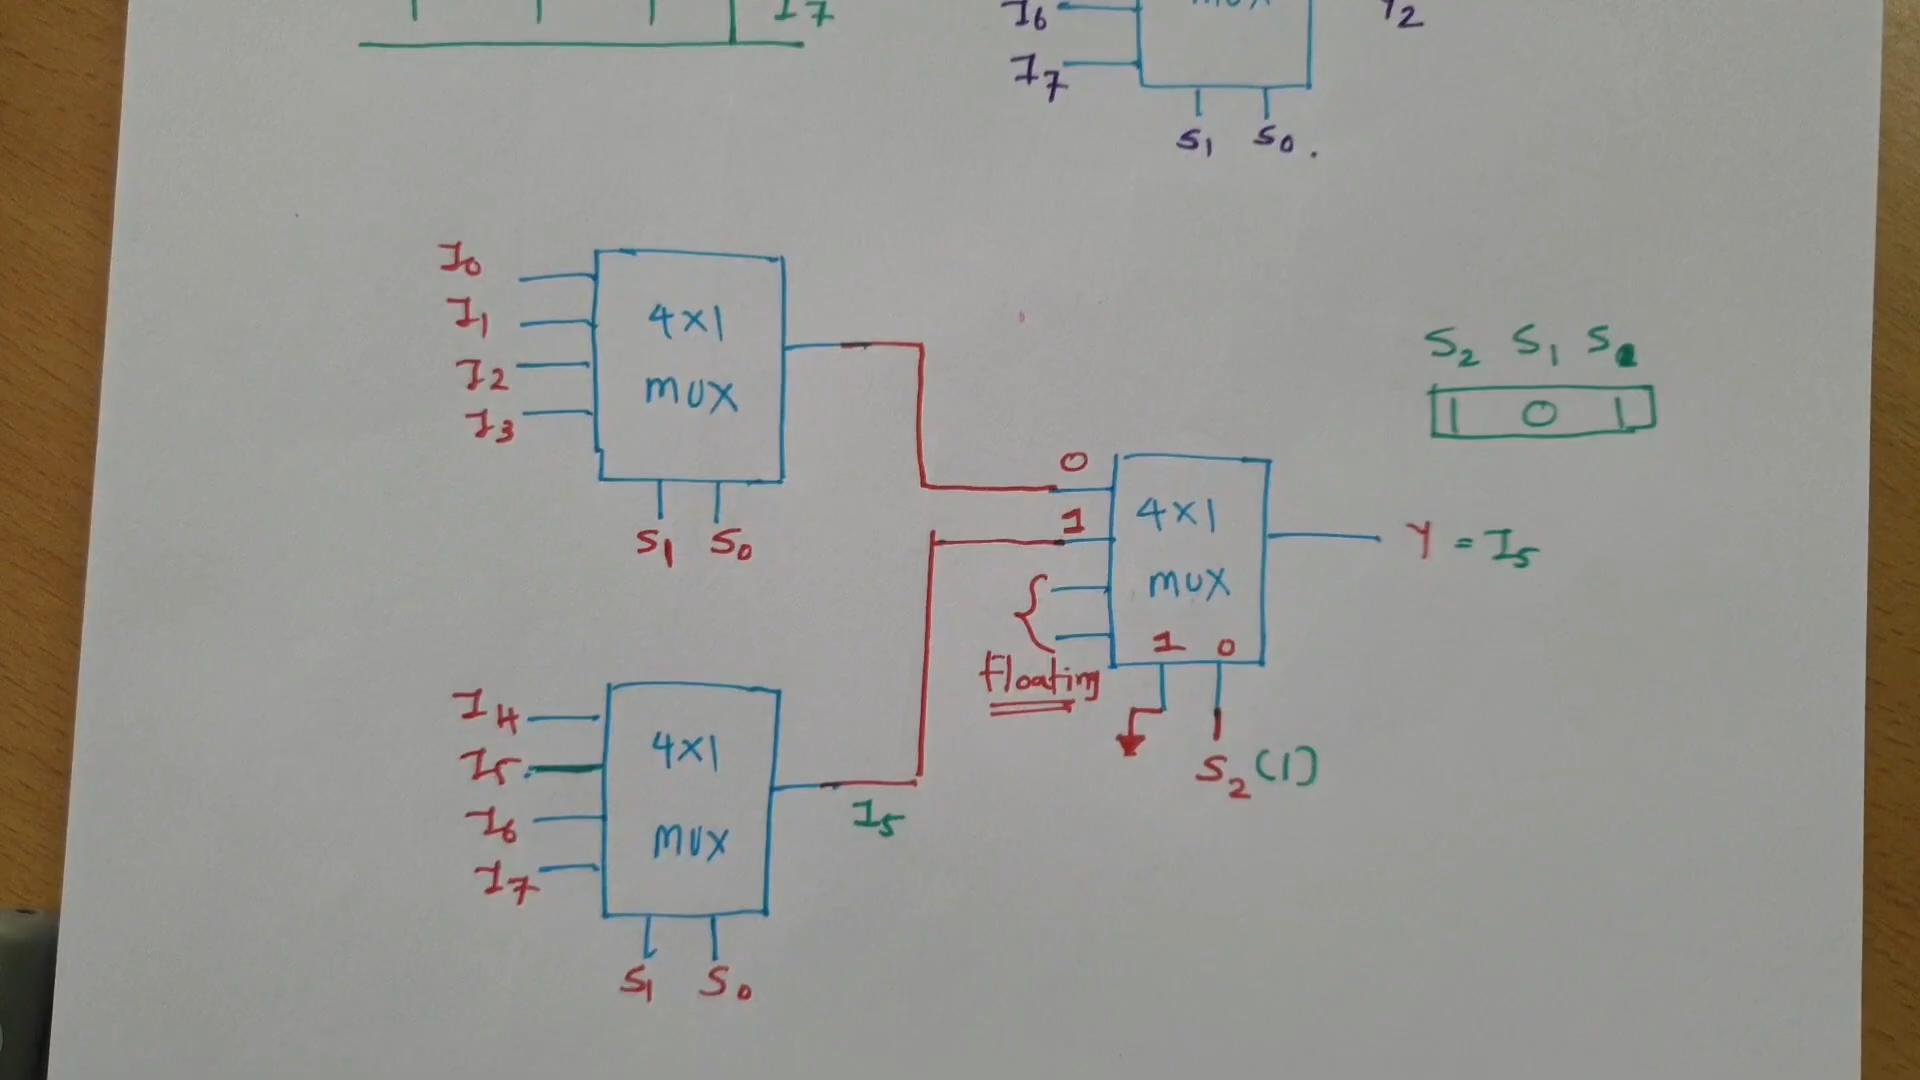 I7
I6
I7
S1 S0.
I0
I1
I2
I3
4x1
MUX
S1 S0
S2 S1 S0
1 0 1
0
1
4x1
MUX
1 0
Floating
S2 (1)
Y = I5
I4
I5
I6
I7
4x1
MUX
I5
S1 S0